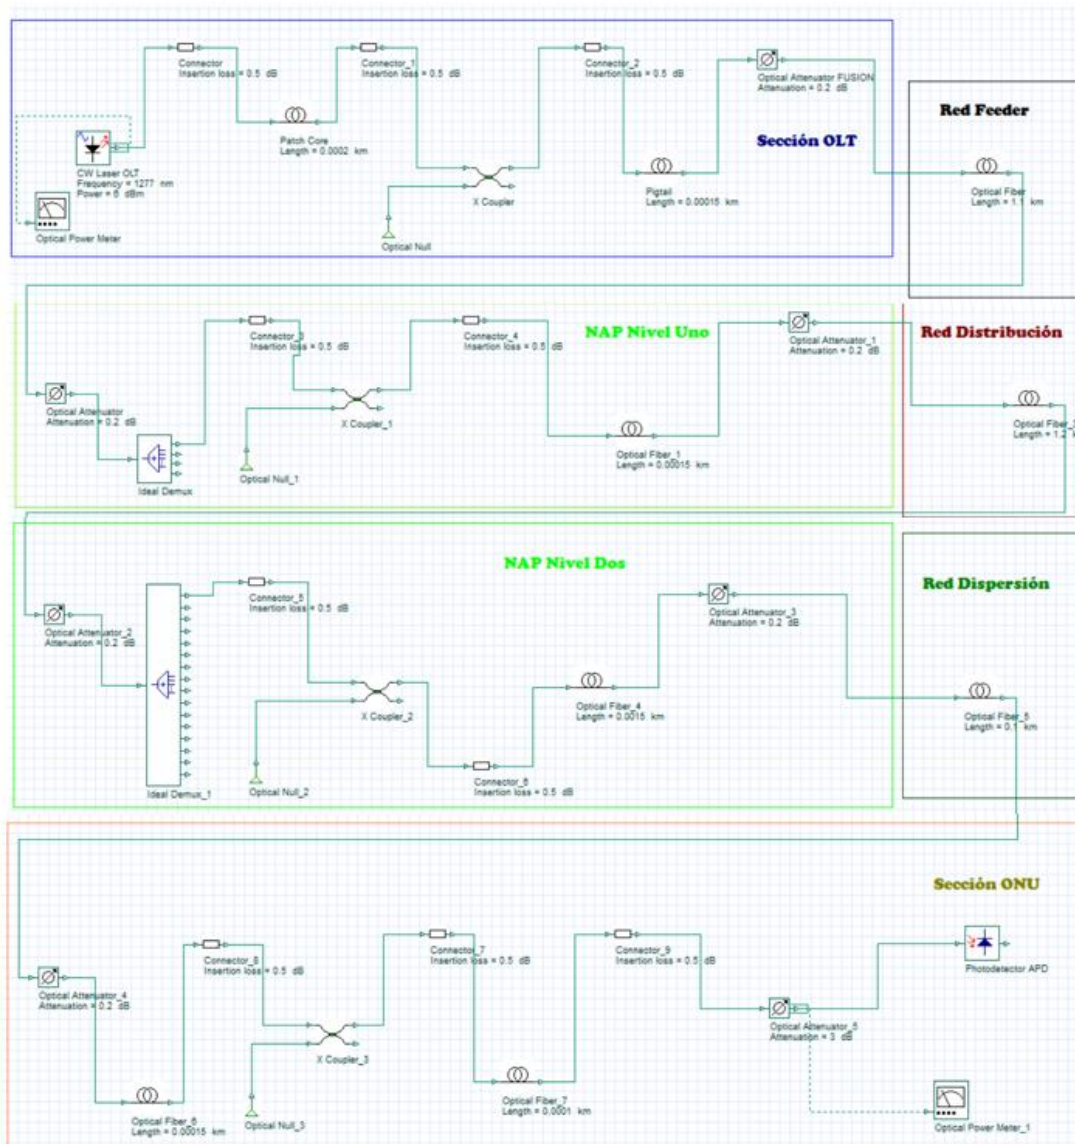 Connector
Insertion loss = 0.5 dB
Connector_1
Insertion loss = 0.5 dB
Connector_2
Insertion loss = 0.5 dB
Optical Attenuator FUSION
Attenuation = 0.2 dB
Red Feeder
Patch Core
Length = 0.0002 km
Sección OLT
CW Laser OLT
Frequency = 1277 nm
Power = 6 dBm
X Coupler
Pigtail
Length = 0.00015 km
Optical Fiber
Length = 1.1 km
Optical Power Meter
Optical Null
Connector_3
Insertion loss = 0.5 dB
Connector_4
Insertion loss = 0.5 dB
NAP Nivel Uno
Optical Attenuator_1
Attenuation = 0.2 dB
Red Distribución
Optical Attenuator
Attenuation = 0.2 dB
X Coupler_1
Length = 1.2
Optical Fiber_1
Length = 0.00015 km
Optical Null_1
Ideal Demux
NAP Nivel Dos
Connector_5
Insertion loss = 0.5 dB
Red Dispersión
Optical Attenuator_2
Attenuation = 0.2 dB
Optical Attenuator_3
Attenuation = 0.2 dB
X Coupler_2
Optical Fiber_4
Length = 0.0015 km
Optical Fiber_5
Length = 0.1 km
Connector_6
Insertion loss = 0.5 dB
Ideal Demux_1
Optical Null_2
Sección ONU
Connector_8
Insertion loss = 0.5 dB
Connector_7
Insertion loss = 0.5 dB
Connector_9
Insertion loss = 0.5 dB
Photodetector APD
Optical Attenuator_4
Attenuation = 0.2 dB
X Coupler_3
Optical Attenuator_5
Attenuation = 3 dB
Optical Fiber_6
Length = 0.00015 km
Optical Null_3
Optical Fiber_7
Length = 0.0001 km
Optical Power Meter_1